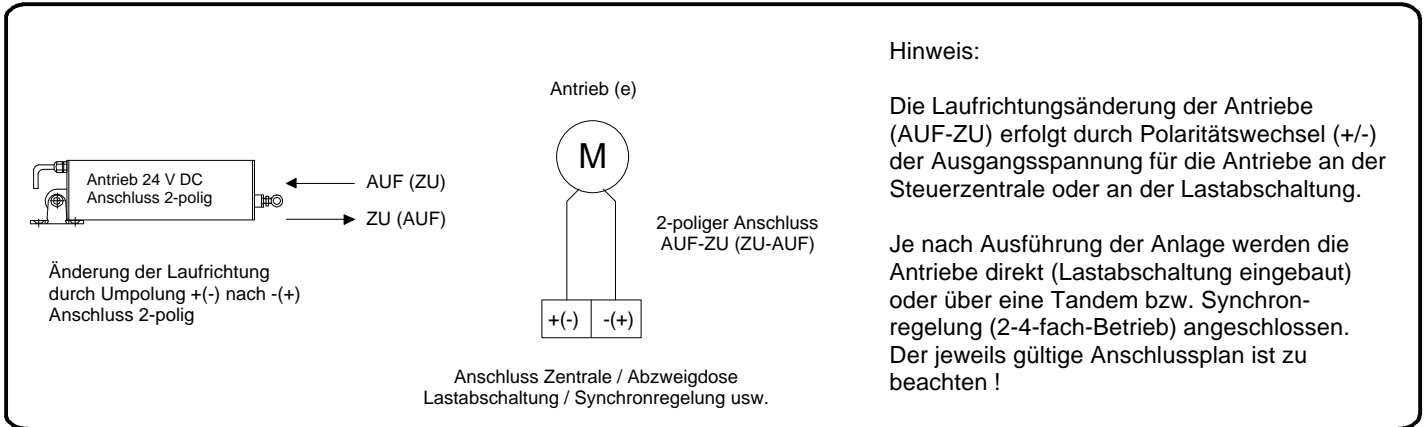 Antrieb 24 V DC
Anschluss 2-polig
AUF (ZU)
ZU (AUF)
Änderung der Laufrichtung
durch Umpolung +(-) nach -(+)
Anschluss 2-polig
Antrieb (e)
M
2-poliger Anschluss
AUF-ZU (ZU-AUF)
+(-) -(+)
Anschluss Zentrale / Abzweigdose
Lastabschaltung / Synchronregelung usw.
Hinweis:
Die Laufrichtungsänderung der Antriebe
(AUF-ZU) erfolgt durch Polaritätswechsel (+/-)
der Ausgangsspannung für die Antriebe an der
Steuerzentrale oder an der Lastabschaltung.
Je nach Ausführung der Anlage werden die
Antriebe direkt (Lastabschaltung eingebaut)
oder über eine Tandem bzw. Synchron-
regelung (2-4-fach-Betrieb) angeschlossen.
Der jeweils gültige Anschlussplan ist zu
beachten !